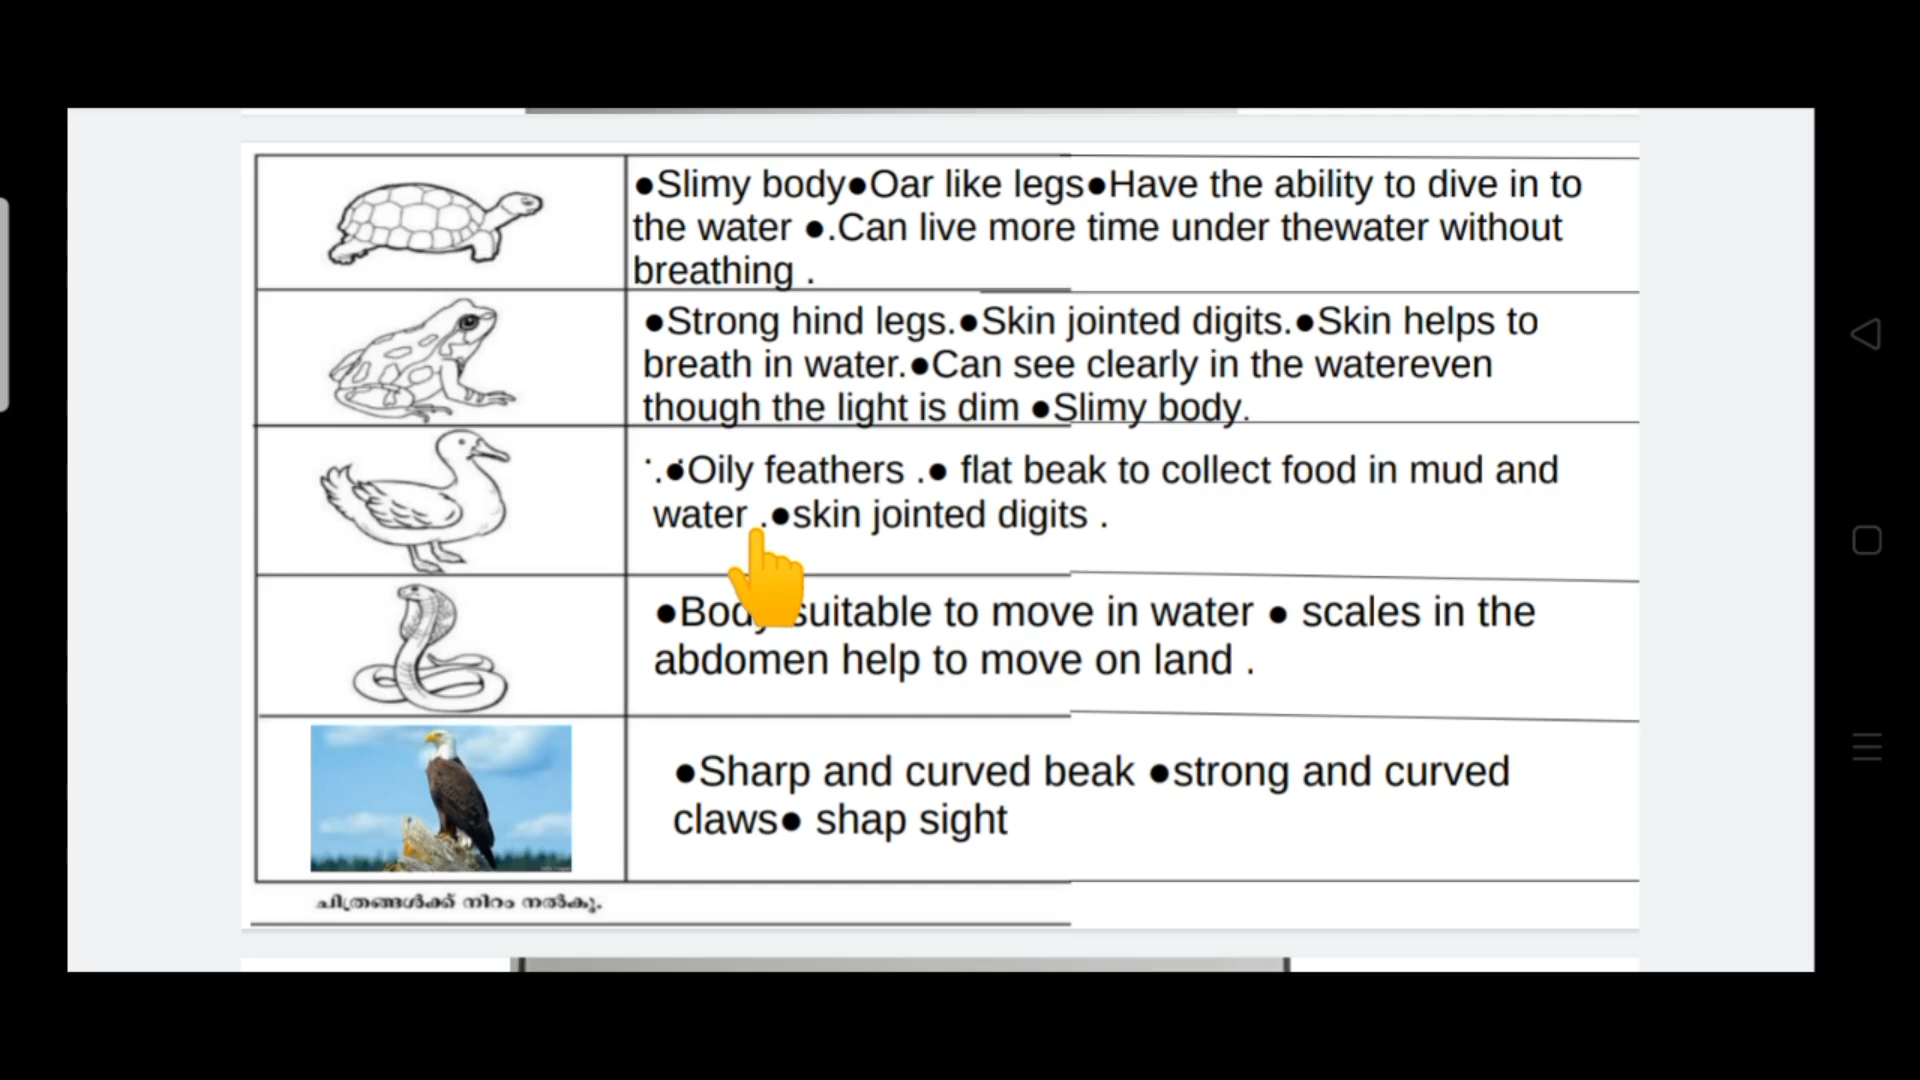 ●Slimy body●Oar like legs●Have the ability to dive in to
the water ●.Can live more time under thewater without
breathing .
●Strong hind legs.●Skin jointed digits.●Skin helps to
breath in water.●Can see clearly in the watereven
though the light is dim ●Slimy body.
●Oily feathers .● flat beak to collect food in mud and
water .●skin jointed digits .
●Body suitable to move in water ● scales in the
abdomen help to move on land .
●Sharp and curved beak ●strong and curved
claws● shap sight
ചിത്രങ്ങൾക്ക് നിറം നൽകൂ.